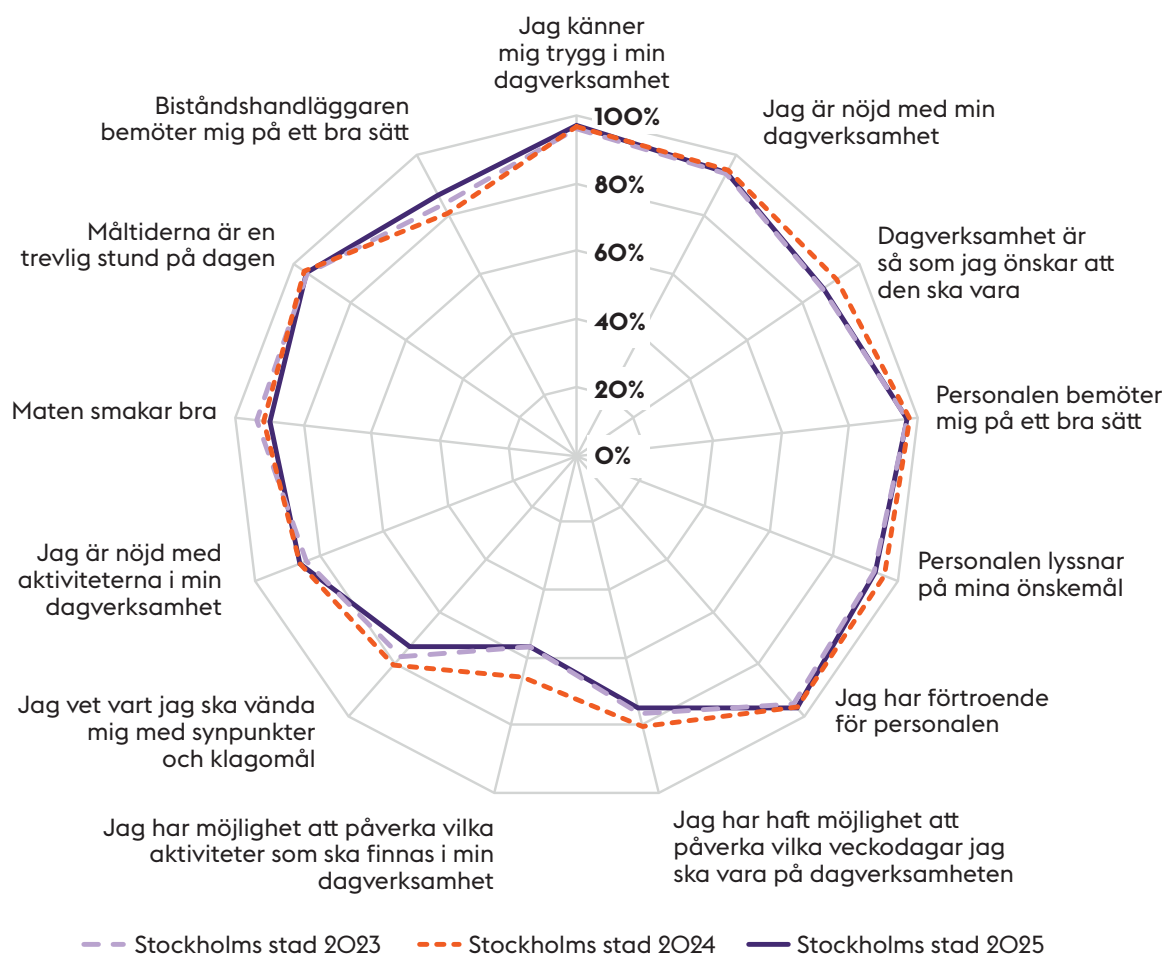 Jag känner
mig trygg i min
dagverksamhet
Jag är nöjd med min
dagverksamhet
Dagverksamhet är
så som jag önskar att
den ska vara
Personalen bemöter
mig på ett bra sätt
Personalen lyssnar
på mina önskemål
Jag har förtroende
för personalen
Jag har haft möjlighet att
påverka vilka veckodagar jag
ska vara på dagverksamheten
Jag har möjlighet att påverka vilka
aktiviteter som ska finnas i min
dagverksamhet
Jag vet vart jag ska vända
mig med synpunkter
och klagomål
Jag är nöjd med
aktiviteterna i min
dagverksamhet
Maten smakar bra
Måltiderna är en
trevlig stund på dagen
Biståndshandläggaren
bemöter mig på ett bra sätt
100%
80%
60%
40%
20%
0%
Stockholms stad 2023
Stockholms stad 2024
Stockholms stad 2025